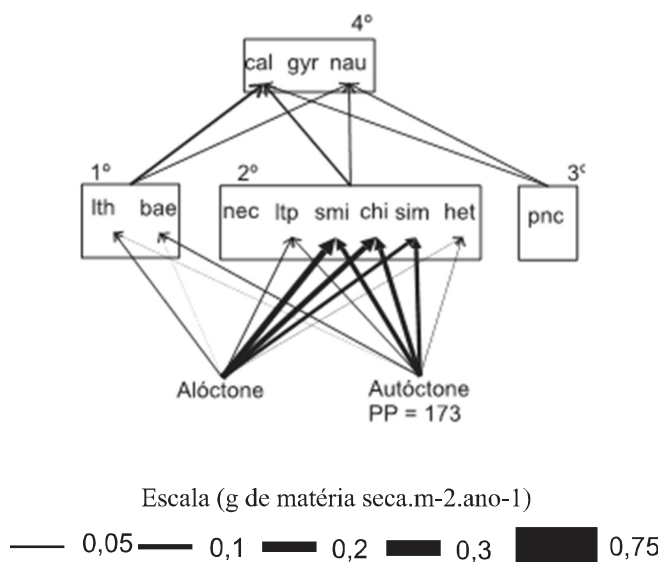 4º
cal gyr nau
1º
2º
3º
lth bae
nec ltp smi chi sim het
pnc
Alóctone
Autóctone
PP = 173
Escala (g de matéria seca.m-2.ano-1)
0,05 0,1 0,2 0,3 0,75